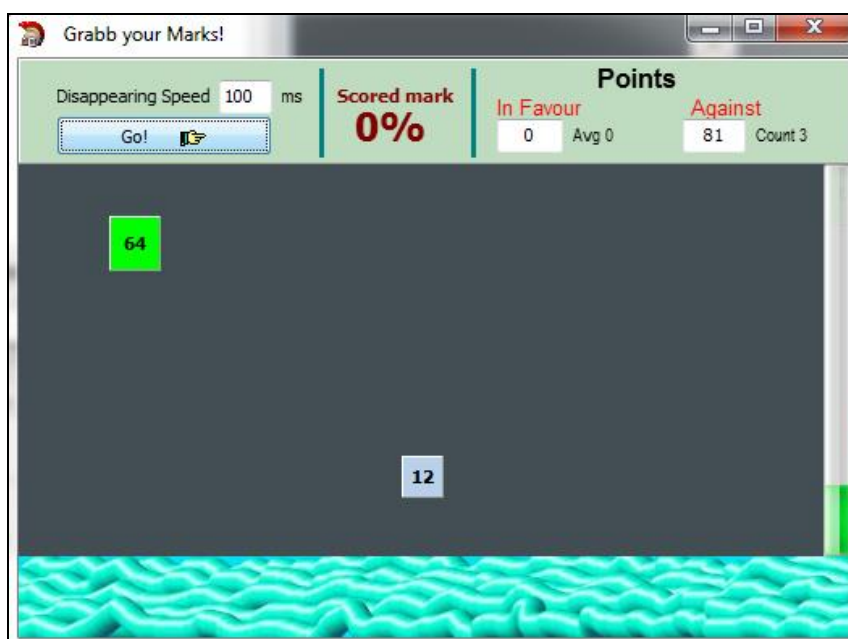 Grabb your Marks!
Disappearing Speed 100 ms
Go!
Scored mark
0%
Points
In Favour Against
0 Avg 0 81 Count 3
64
12